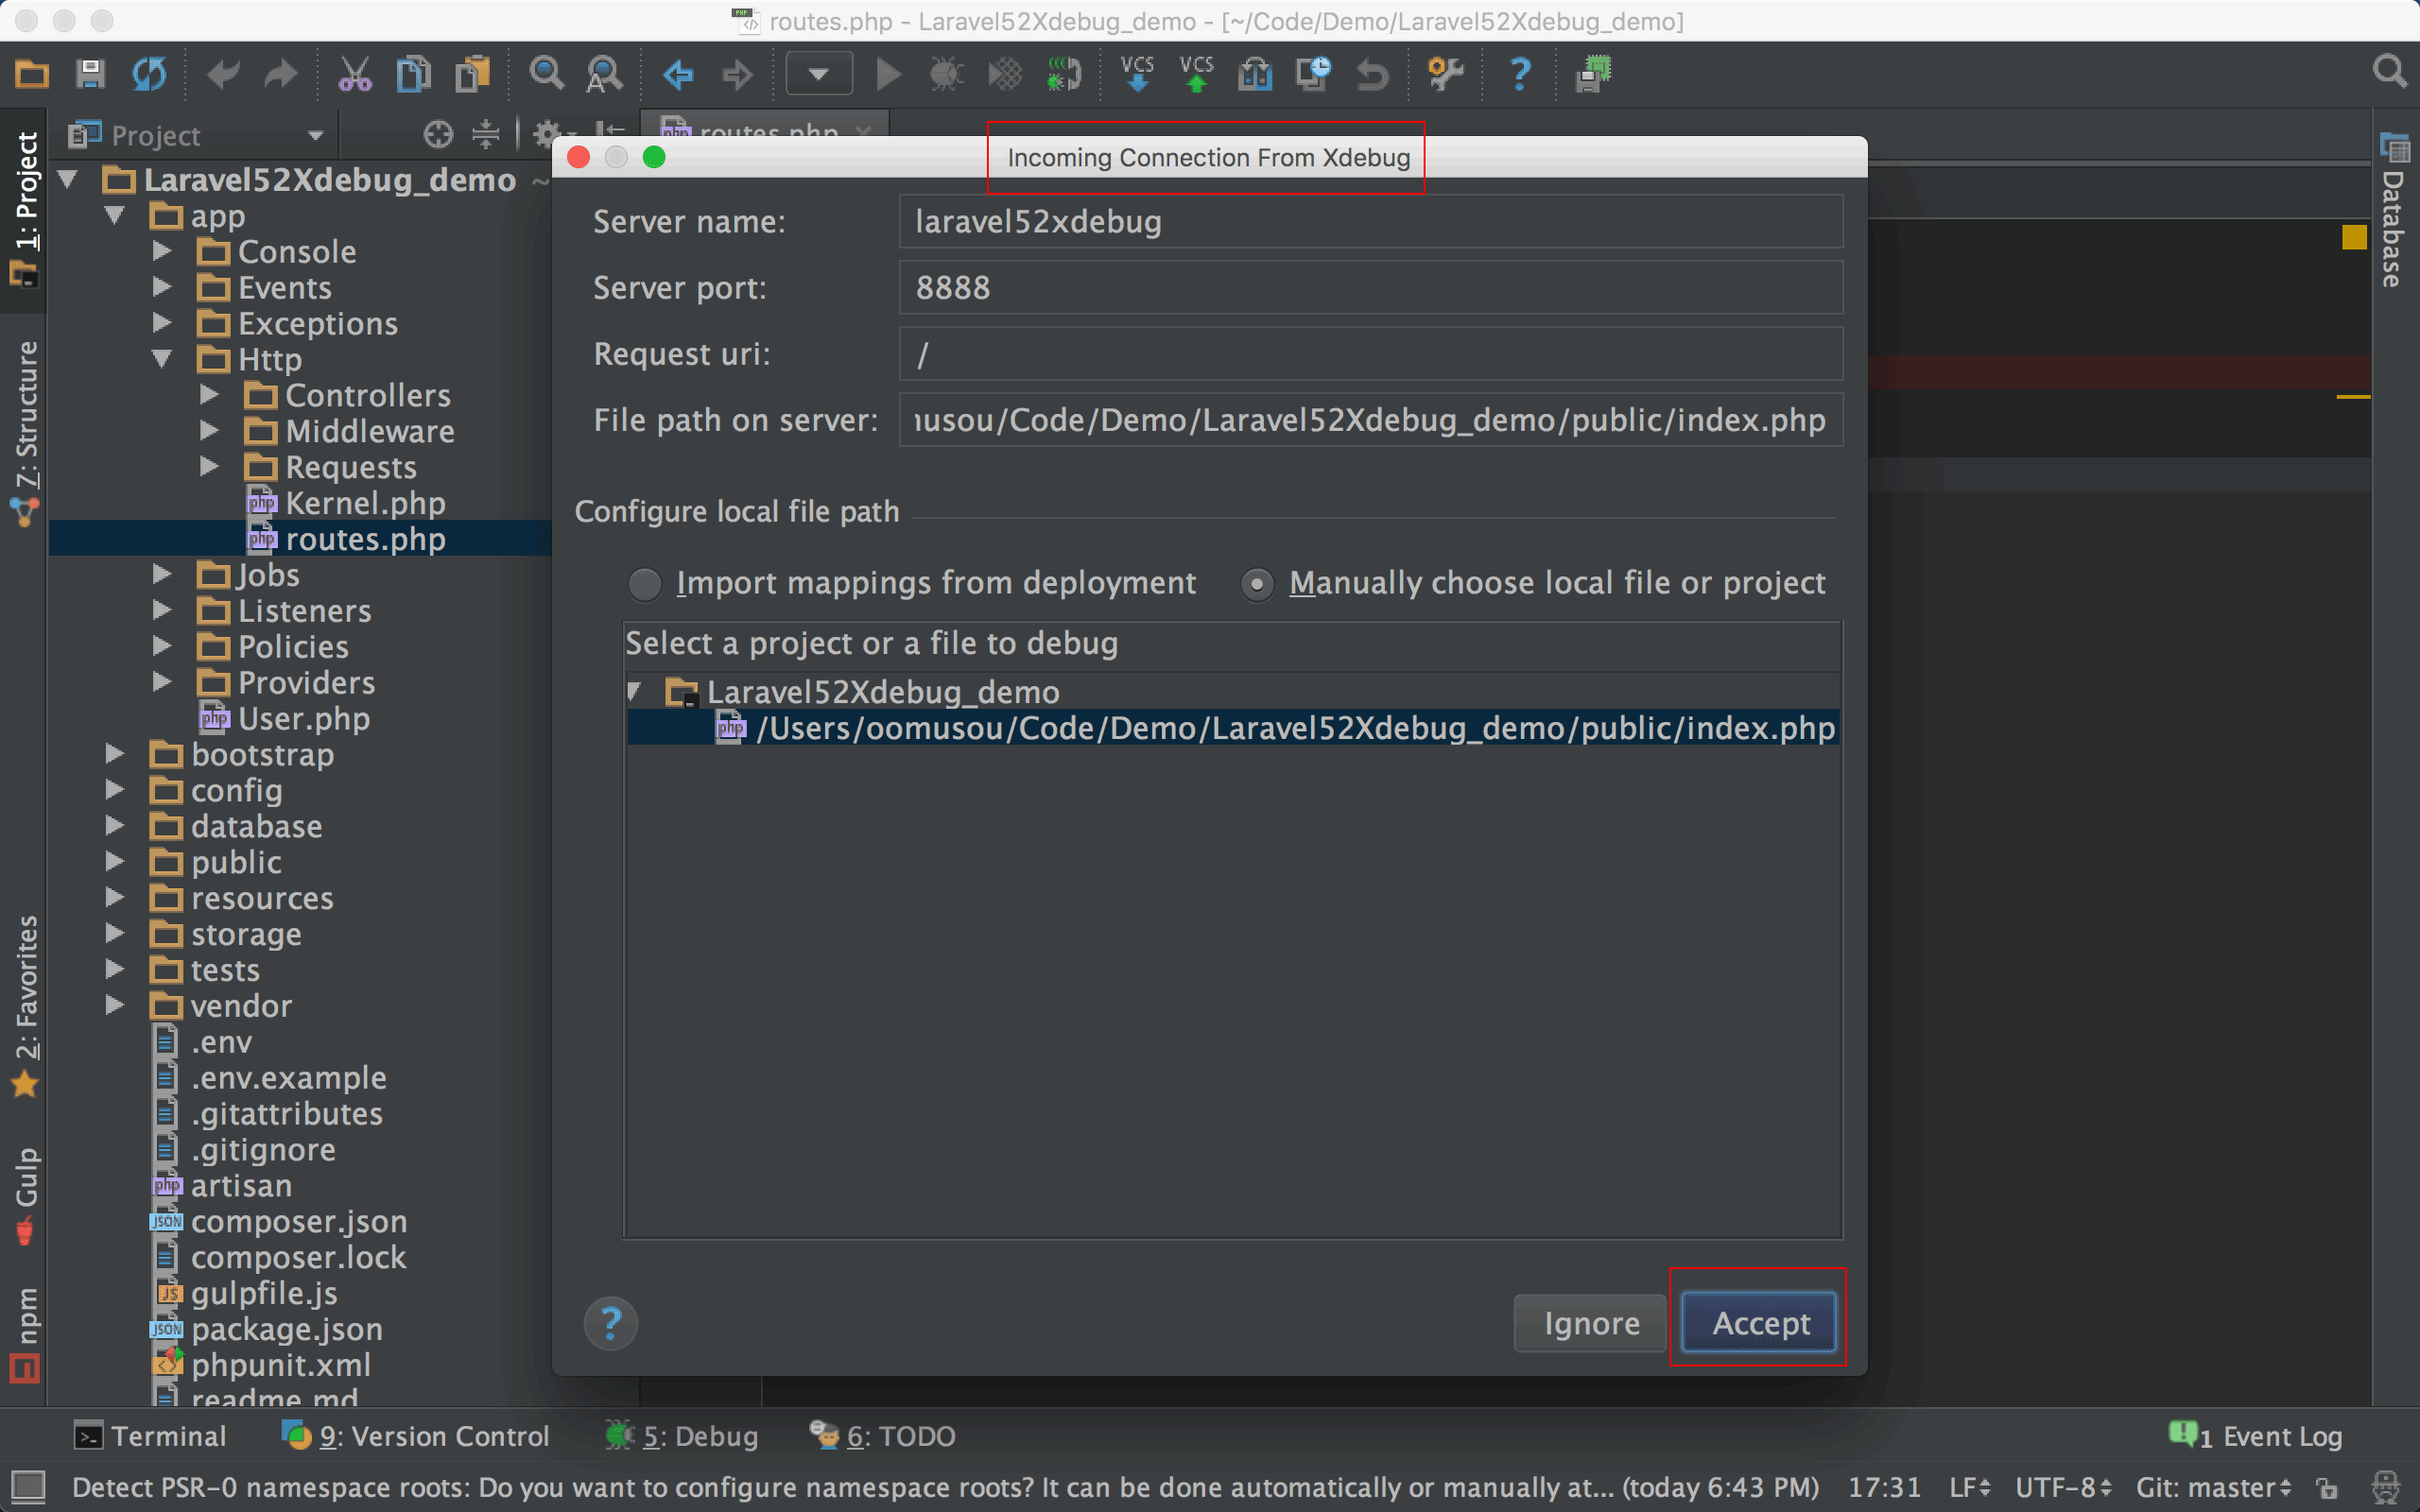 routes.php - Laravel52Xdebug_demo - [~/Code/Demo/Laravel52Xdebug_demo]
VCS VCS
Project
routes.php
1: Project
7: Structure
2: Favorites
Gulp
npm
Laravel52Xdebug_demo ~
app
Console
Events
Exceptions
Http
Controllers
Middleware
Requests
Kernel.php
routes.php
Jobs
Listeners
Policies
Providers
User.php
bootstrap
config
database
public
resources
storage
tests
vendor
.env
.env.example
.gitattributes
.gitignore
artisan
composer.json
composer.lock
gulpfile.js
package.json
phpunit.xml
readme.md
Incoming Connection From Xdebug
Server name: laravel52xdebug
Server port: 8888
Request uri: /
File path on server: musou/Code/Demo/Laravel52Xdebug_demo/public/index.php
Configure local file path
Import mappings from deployment Manually choose local file or project
Select a project or a file to debug
Laravel52Xdebug_demo
/Users/oomusou/Code/Demo/Laravel52Xdebug_demo/public/index.php
? Ignore Accept
Database
Terminal 9: Version Control 5: Debug 6: TODO 1 Event Log
Detect PSR-0 namespace roots: Do you want to configure namespace roots? It can be done automatically or manually at... (today 6:43 PM) 17:31 LF UTF-8 Git: master